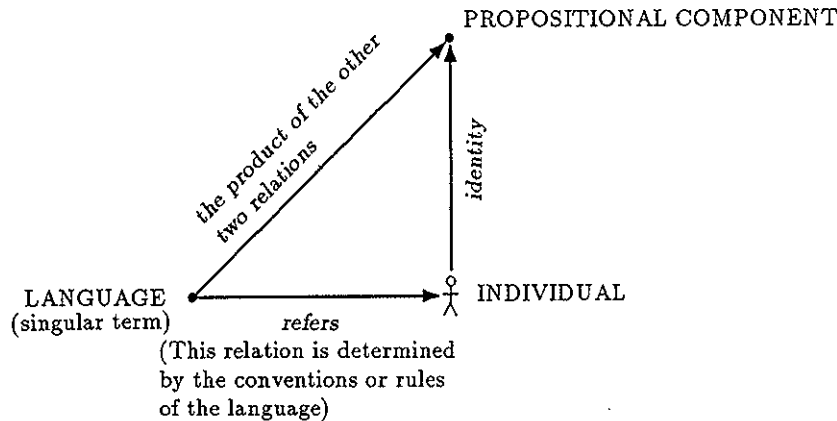 PROPOSITIONAL COMPONENT
the product of the other
two relations
identity
LANGUAGE
(singular term)
INDIVIDUAL
refers
(This relation is determined
by the conventions or rules
of the language)